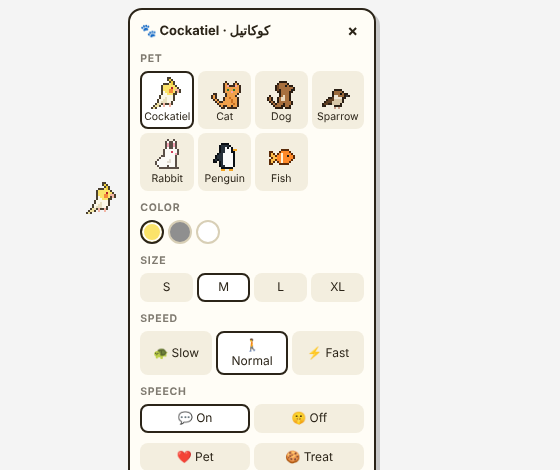 🐾 Cockatiel · كوكاتيل ×
PET
Cockatiel Cat Dog Sparrow
Rabbit Penguin Fish
COLOR
SIZE
S M L XL
SPEED
🐢 Slow 🚶 Normal ⚡ Fast
SPEECH
💬 On 🤫 Off
❤️ Pet 🍪 Treat